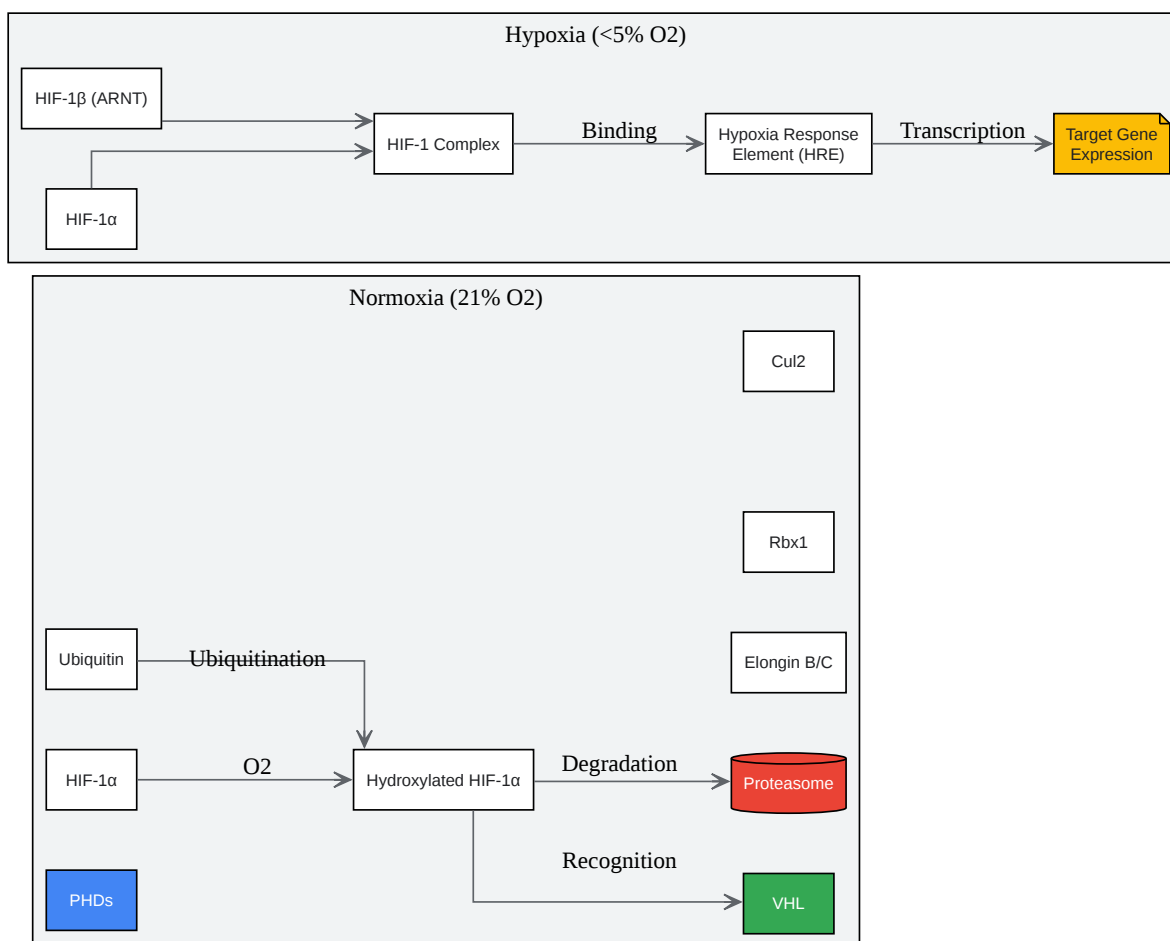 Hypoxia (<5% O2)
HIF-1β (ARNT)
HIF-1α
HIF-1 Complex
Binding
Hypoxia Response
Element (HRE)
Transcription
Target Gene
Expression
Normoxia (21% O2)
Cul2
Rbx1
Ubiquitin
Ubiquitination
Elongin B/C
HIF-1α
O2
Hydroxylated HIF-1α
Degradation
Proteasome
Recognition
PHDs
VHL